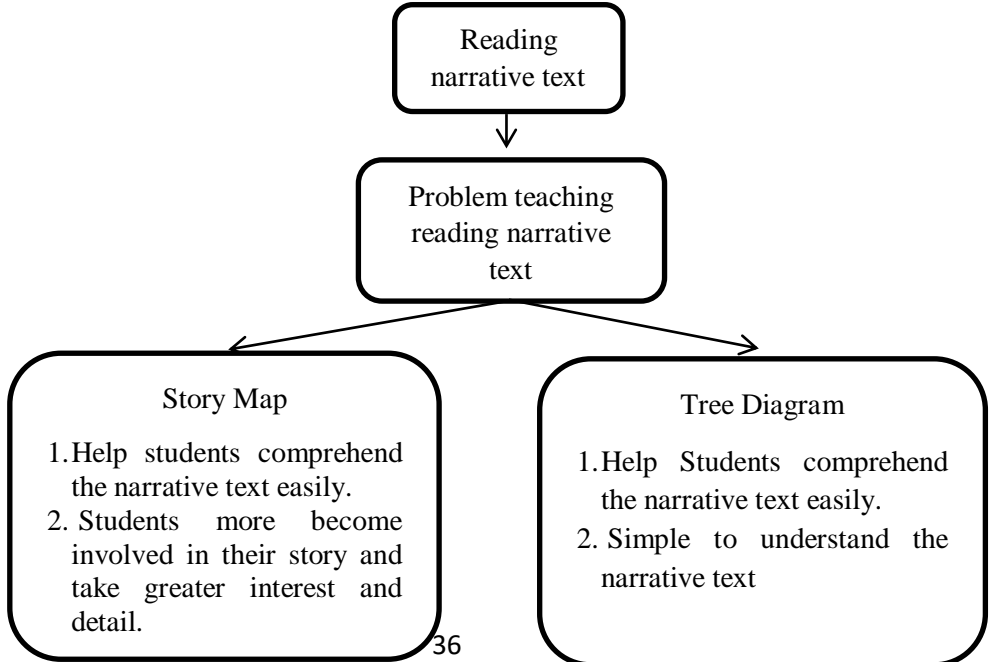 Reading
narrative text
Problem teaching
reading narrative
text
Story Map
1.Help students comprehend
the narrative text easily.
2. Students more become
involved in their story and
take greater interest and
detail.
Tree Diagram
1.Help Students comprehend
the narrative text easily.
2. Simple to understand the
narrative text
36